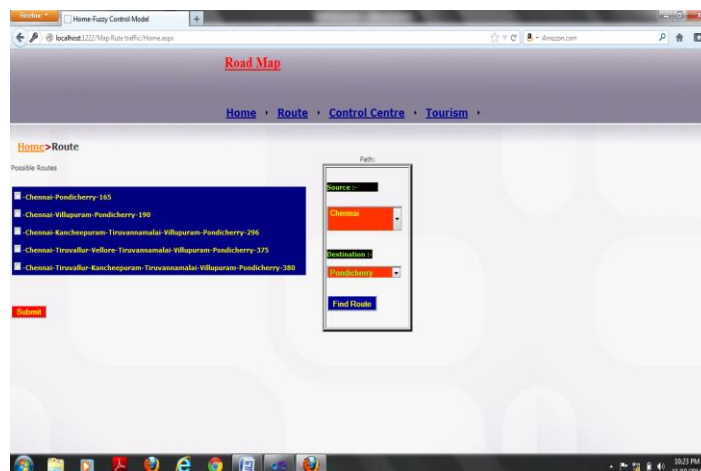 Firefox
Home-Fuzzy Control Model
localhost:1222/Map Rute traffic/Home.aspx
Amazon.com
Road Map
Home Route Control Centre Tourism
Home>Route
Possible Routes
Path:
-Chennai-Pondicherry-165
-Chennai-Villupuram-Pondicherry-190
-Chennai-Kancheepuram-Tiruvannamalai-Villupuram-Pondicherry-296
-Chennai-Tiruvallur-Vellore-Tiruvannamalai-Villupuram-Pondicherry-375
-Chennai-Tiruvallur-Kancheepuram-Tiruvannamalai-Villupuram-Pondicherry-380
Submit
Source :-
Chennai
Destination :-
Pondicherry
Find Route
10:23 PM